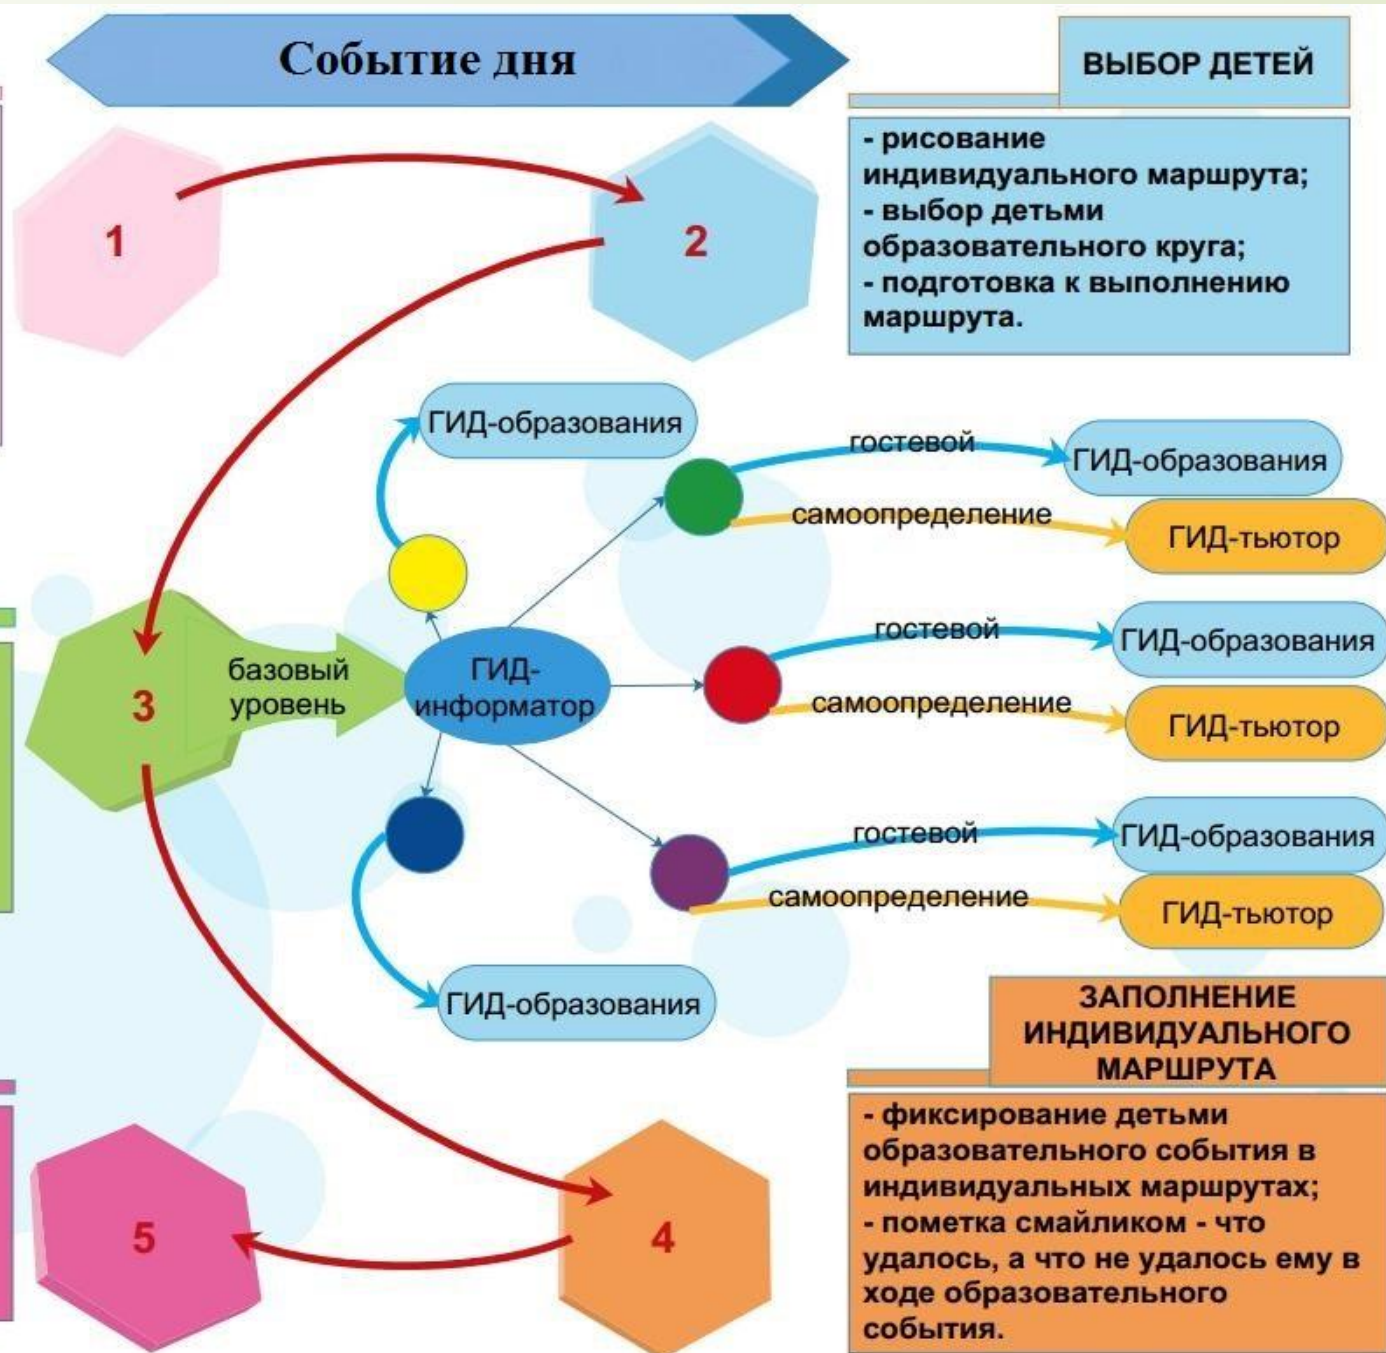 Событие дня
ВЫБОР ДЕТЕЙ
- рисование
индивидуального маршрута;
- выбор детьми
образовательного круга;
- подготовка к выполнению
маршрута.
1
2
ГИД-образования
гостевой
ГИД-образования
самоопределение
ГИД-тьютор
3
базовый
уровень
ГИД-
информатор
гостевой
ГИД-образования
самоопределение
ГИД-тьютор
гостевой
ГИД-образования
самоопределение
ГИД-тьютор
ГИД-образования
ЗАПОЛНЕНИЕ
ИНДИВИДУАЛЬНОГО
МАРШРУТА
- фиксирование детьми
образовательного события в
индивидуальных маршрутах;
- пометка смайликом - что
удалось, а что не удалось ему в
ходе образовательного
события.
5
4